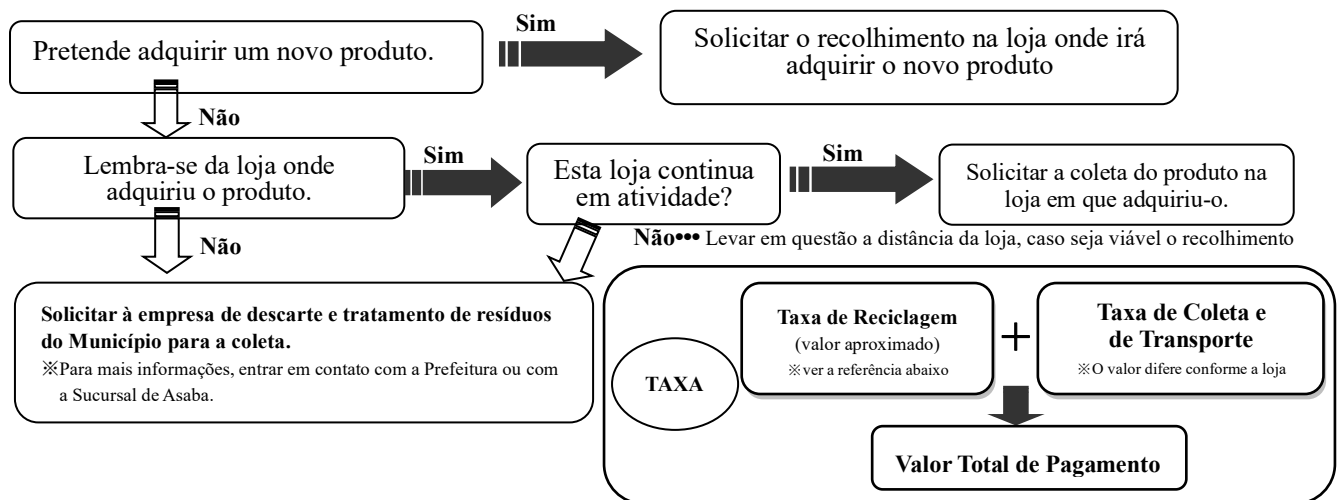 Sim
Pretende adquirir um novo produto.
Solicitar o recolhimento na loja onde irá
adquirir o novo produto
Não
Lembra-se da loja onde
adquiriu o produto.
Sim
Esta loja continua
em atividade?
Sim
Solicitar a coleta do produto na
loja em que adquiriu-o.
Não
Não••• Levar em questão a distância da loja, caso seja viável o recolhimento
Solicitar à empresa de descarte e tratamento de resíduos
do Município para a coleta.
※Para mais informações, entrar em contato com a Prefeitura ou com
a Sucursal de Asaba.
TAXA
Taxa de Reciclagem
(valor aproximado)
※ver a referência abaixo
+
Taxa de Coleta e
de Transporte
※O valor difere conforme a loja
Valor Total de Pagamento